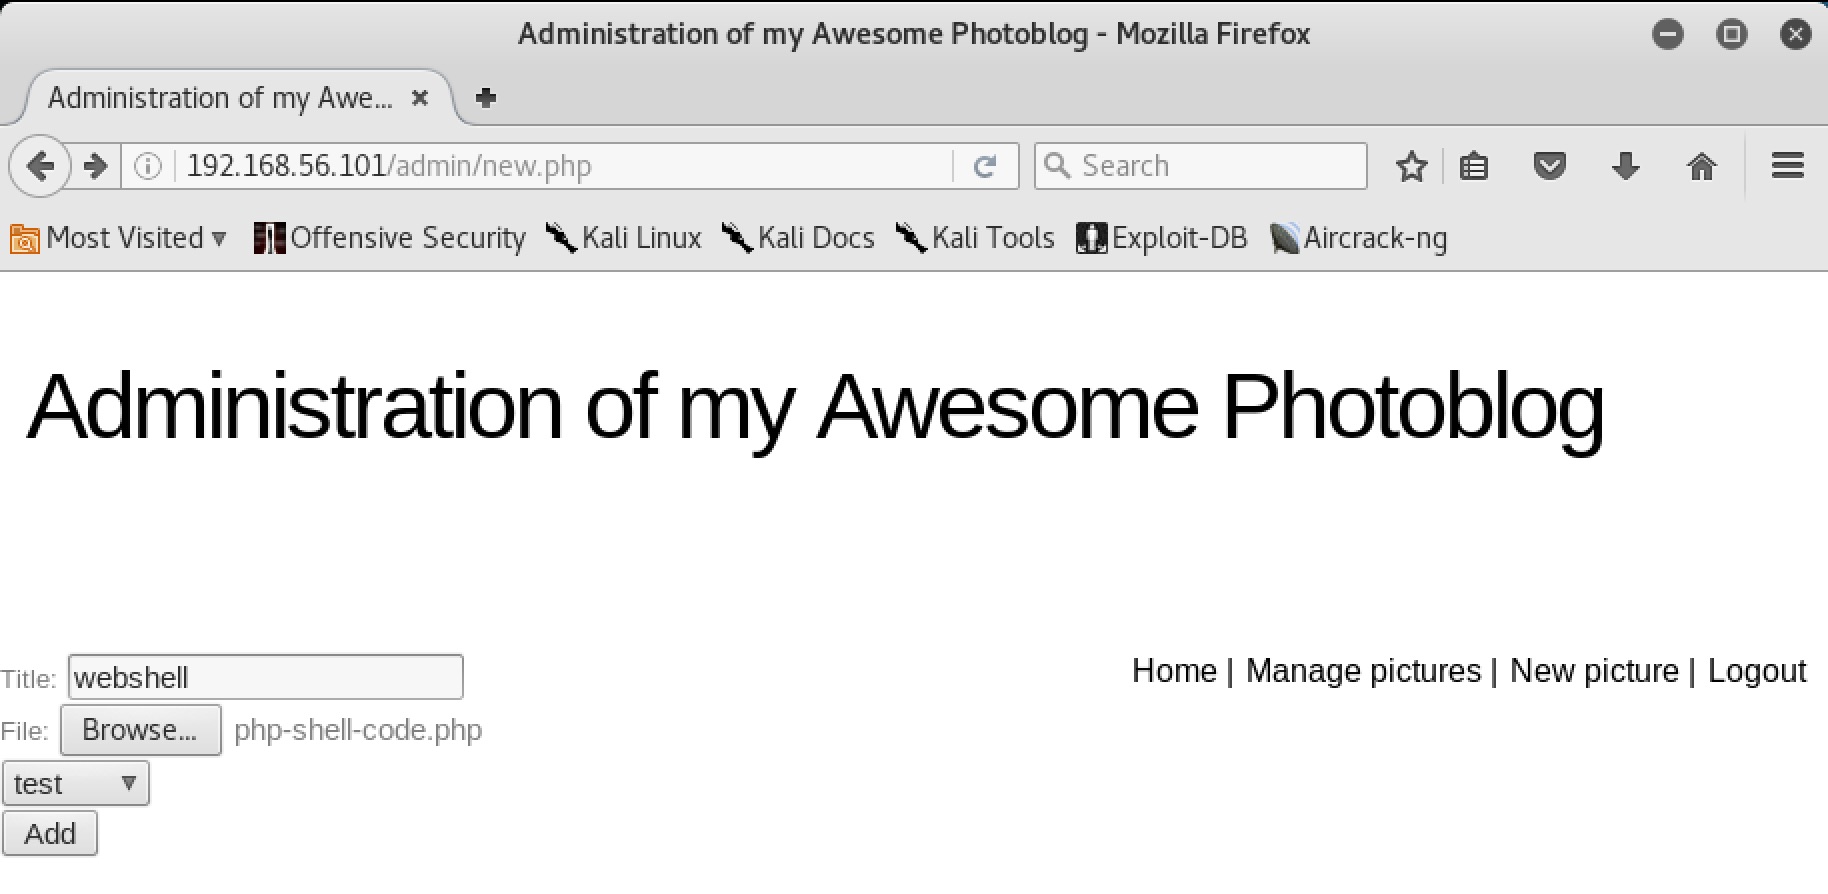 Administration of my Awesome Photoblog - Mozilla Firefox
Administration of my Awe...
192.168.56.101/admin/new.php
Search
Most Visited Offensive Security Kali Linux Kali Docs Kali Tools Exploit-DB Aircrack-ng
Administration of my Awesome Photoblog
Home | Manage pictures | New picture | Logout
Title: webshell
File: Browse... php-shell-code.php
test
Add